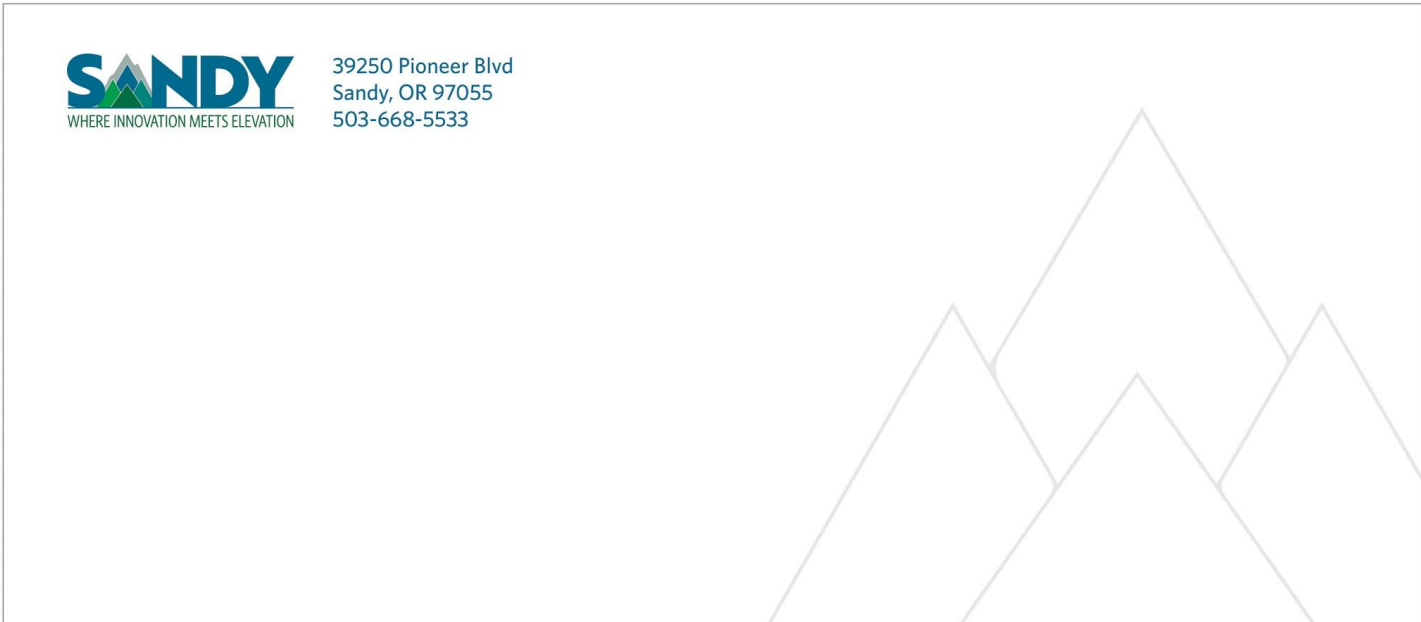 SANDY
WHERE INNOVATION MEETS ELEVATION
39250 Pioneer Blvd
Sandy, OR 97055
503-668-5533